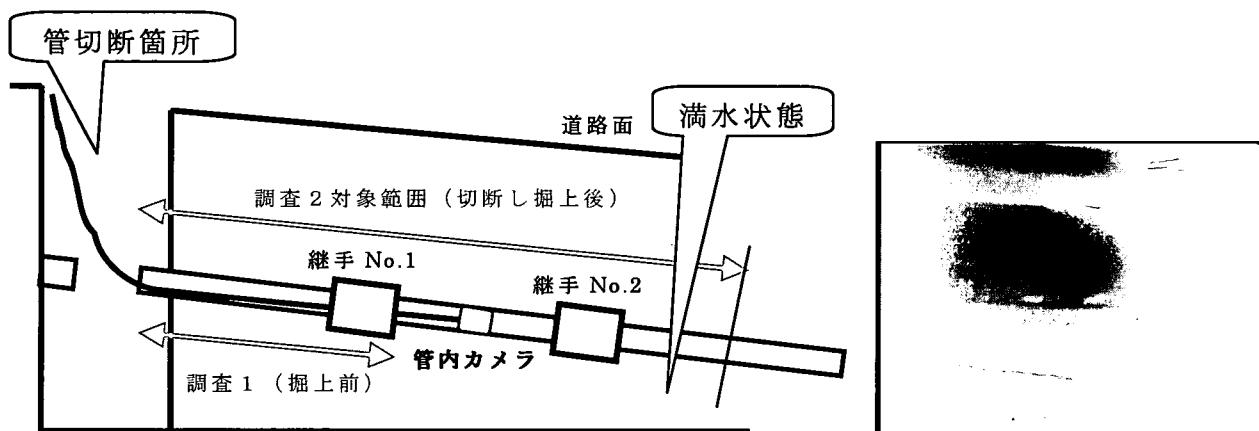 管切断箇所
満水状態
道路面
調査2対象範囲（切断し掘上後）
継手 No.1
継手 No.2
管内カメラ
調査1（掘上前）